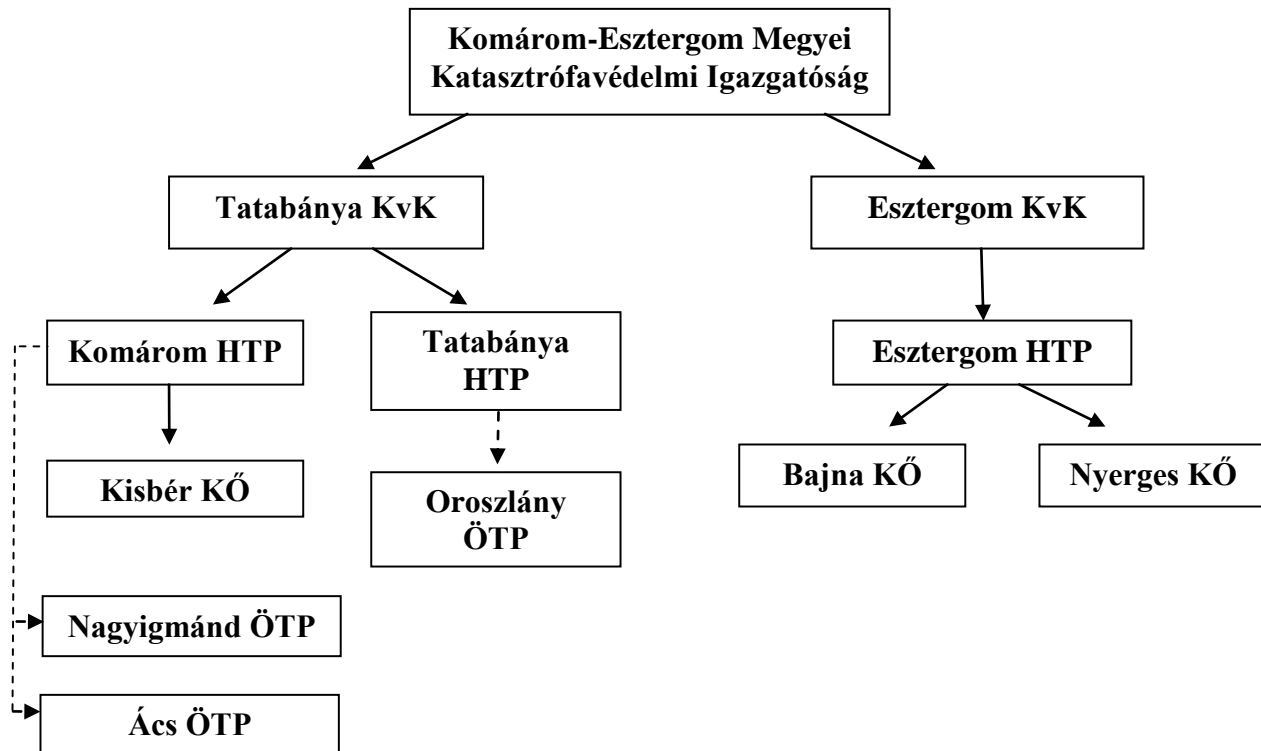 Komárom-Esztergom Megyei
Katasztrófavédelmi Igazgatóság
Tatabánya KvK
Esztergom KvK
Komárom HTP
Tatabánya
HTP
Esztergom HTP
Kisbér KŐ
Oroszlány
ÖTP
Bajna KŐ
Nyerges KŐ
Nagyigmánd ÖTP
Ács ÖTP